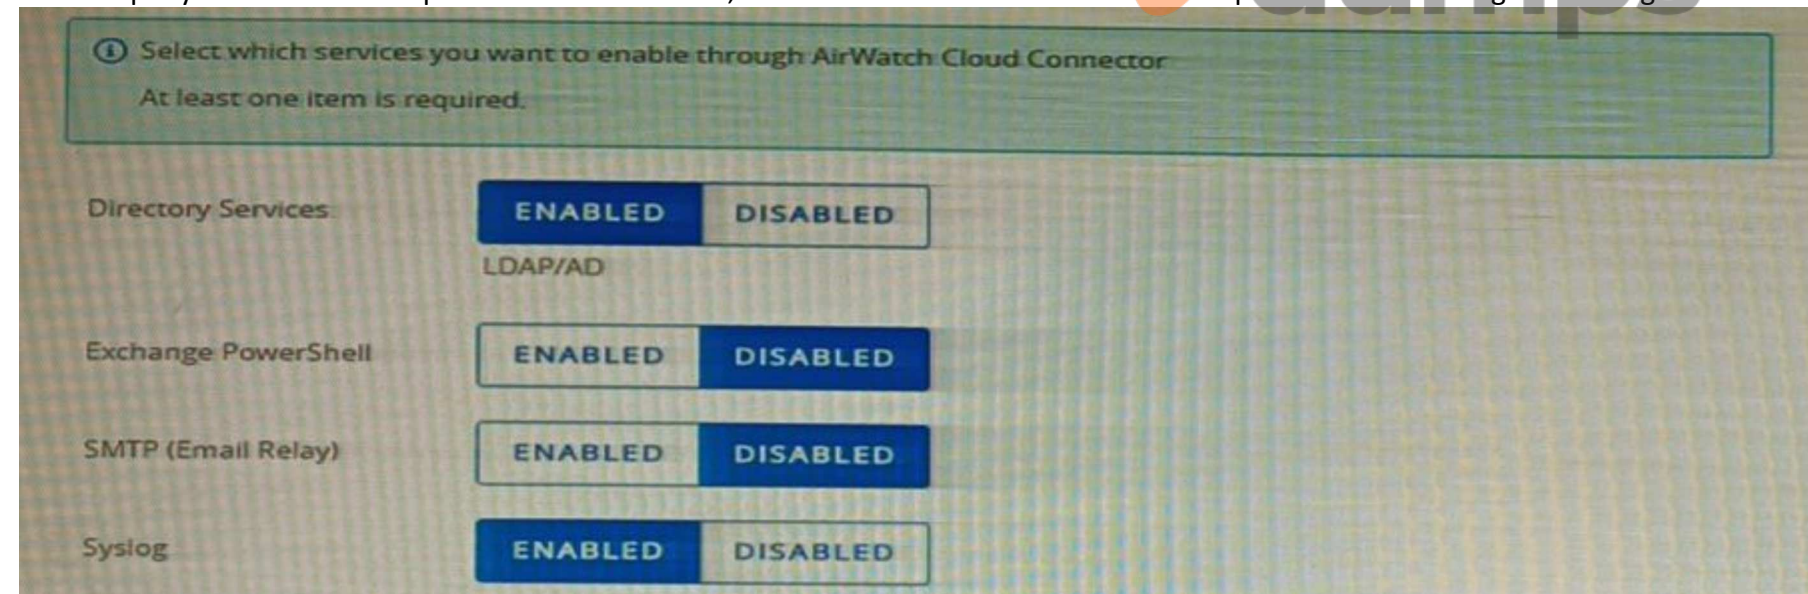 Select which services you want to enable through AirWatch Cloud Connector
At least one item is required.
Directory Services
ENABLED
DISABLED
LDAP/AD
Exchange PowerShell
ENABLED
DISABLED
SMTP (Email Relay)
ENABLED
DISABLED
Syslog
ENABLED
DISABLED